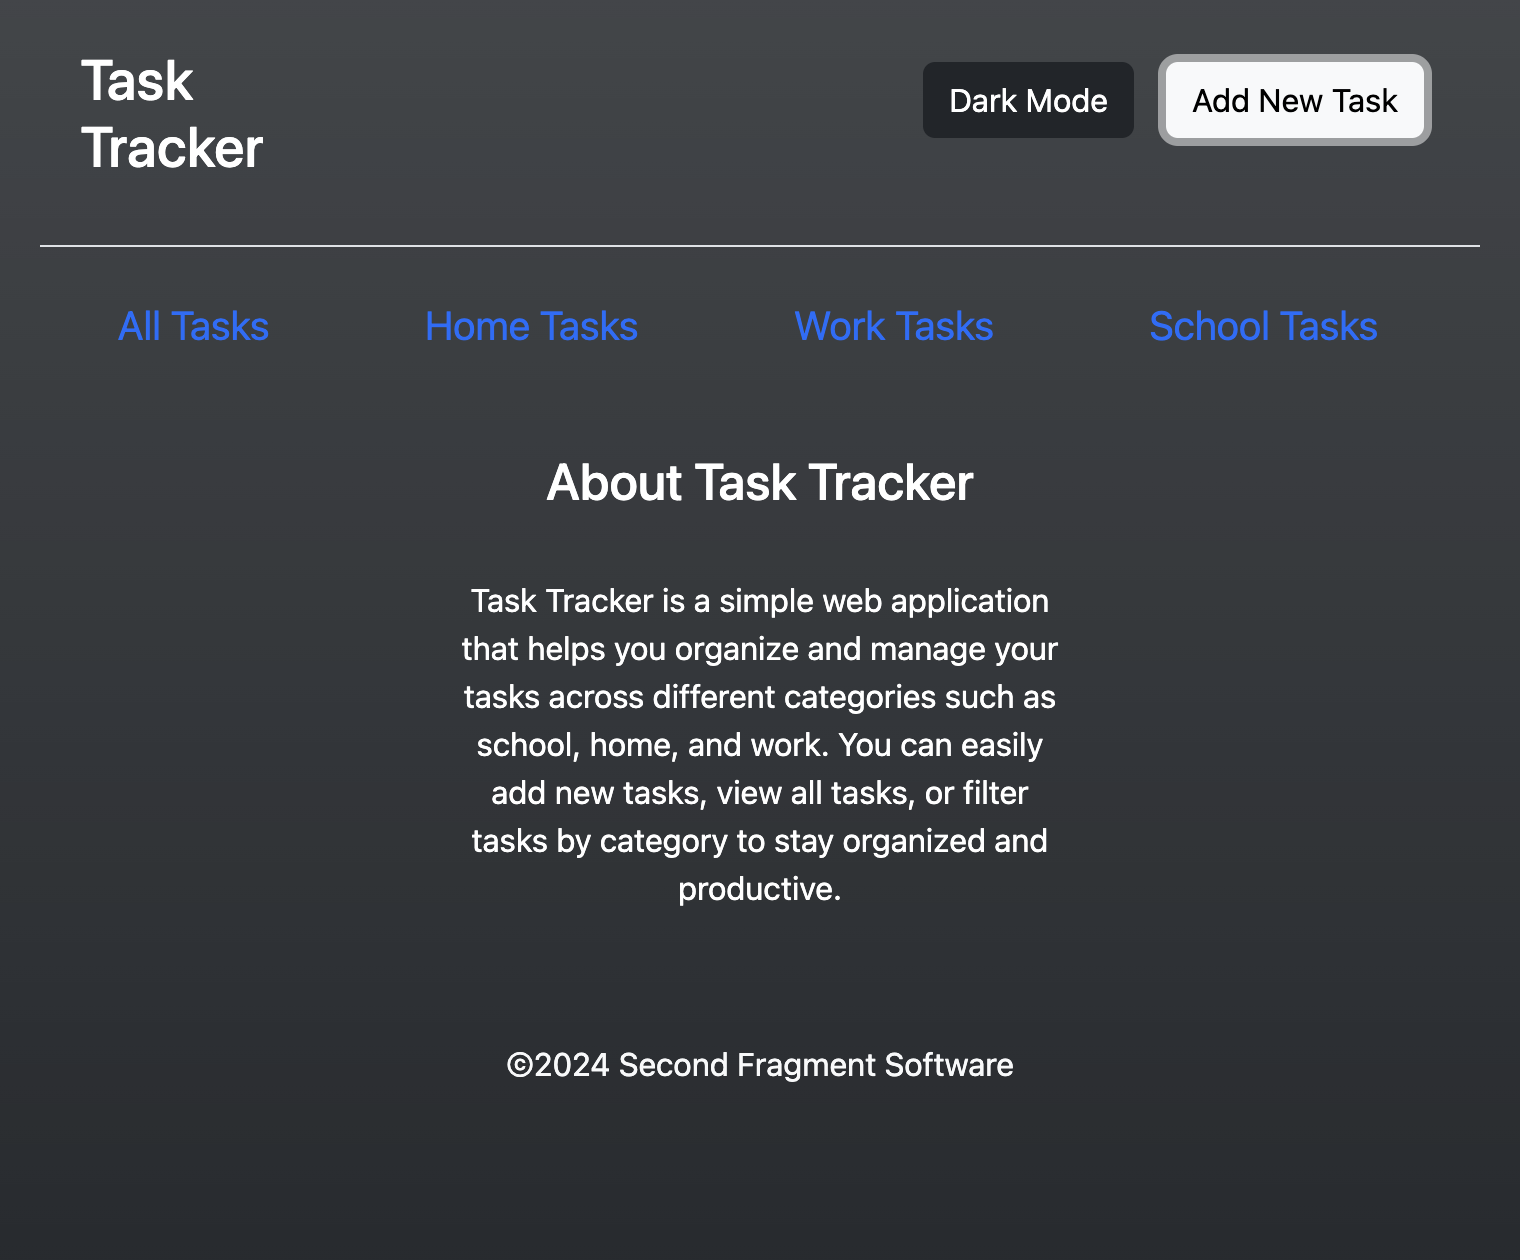 Task
Tracker
Dark Mode
Add New Task
All Tasks
Home Tasks
Work Tasks
School Tasks
About Task Tracker
Task Tracker is a simple web application
that helps you organize and manage your
tasks across different categories such as
school, home, and work. You can easily
add new tasks, view all tasks, or filter
tasks by category to stay organized and
productive.
©2024 Second Fragment Software